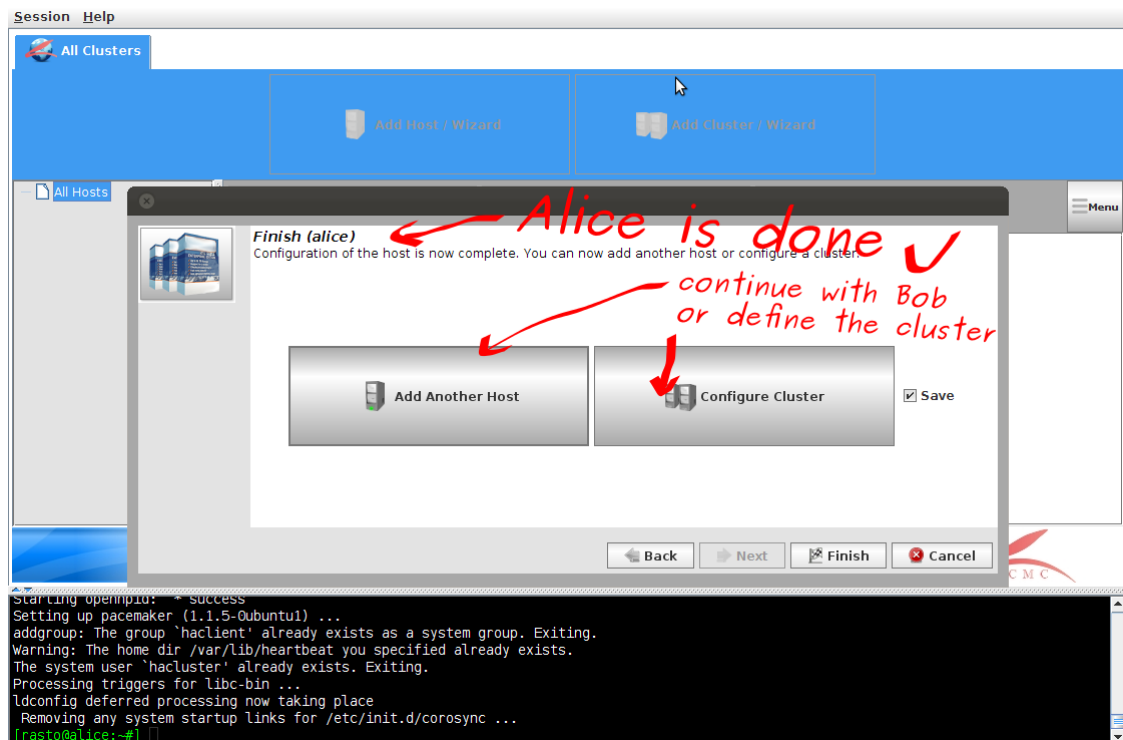 Session Help
All Clusters
Add Host / Wizard
Add Cluster / Wizard
All Hosts
Menu
Alice is done
Finish (alice)
Configuration of the host is now complete. You can now add another host or configure a cluster.
continue with Bob
or define the cluster
Add Another Host
Configure Cluster
Save
Back
Next
Finish
Cancel
C M C
Starting openhpid: * success
Setting up pacemaker (1.1.5-0ubuntu1) ...
addgroup: The group `haclient' already exists as a system group. Exiting.
Warning: The home dir /var/lib/heartbeat you specified already exists.
The system user `hacluster' already exists. Exiting.
Processing triggers for libc-bin ...
ldconfig deferred processing now taking place
Removing any system startup links for /etc/init.d/corosync ...
[rasto@alice:~#]